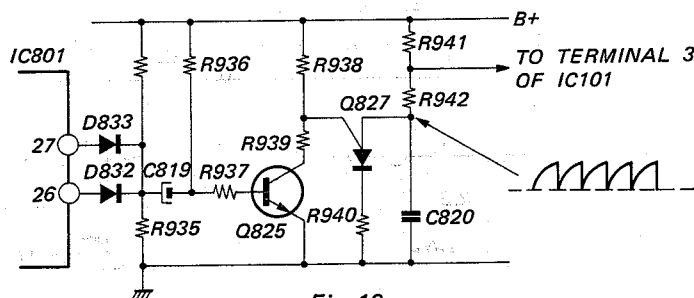 B+
IC801
R936
R938
R941
TO TERMINAL 3
OF IC101
R942
Q827
D833
27
R939
D832
C819
R937
26
R940
C820
R935
Q825